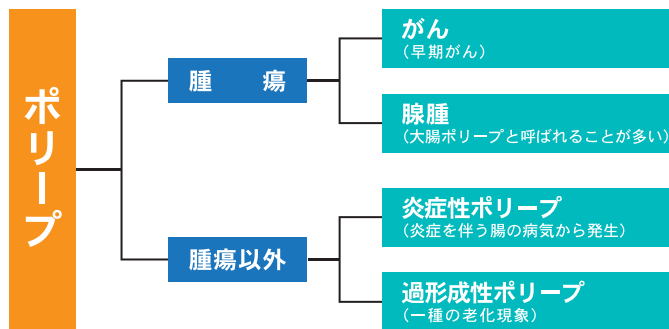 ポリープ
腫瘍
がん
（早期がん）
腺腫
（大腸ポリープと呼ばれることが多い）
腫瘍以外
炎症性ポリープ
（炎症を伴う腸の病気から発生）
過形成性ポリープ
（一種の老化現象）